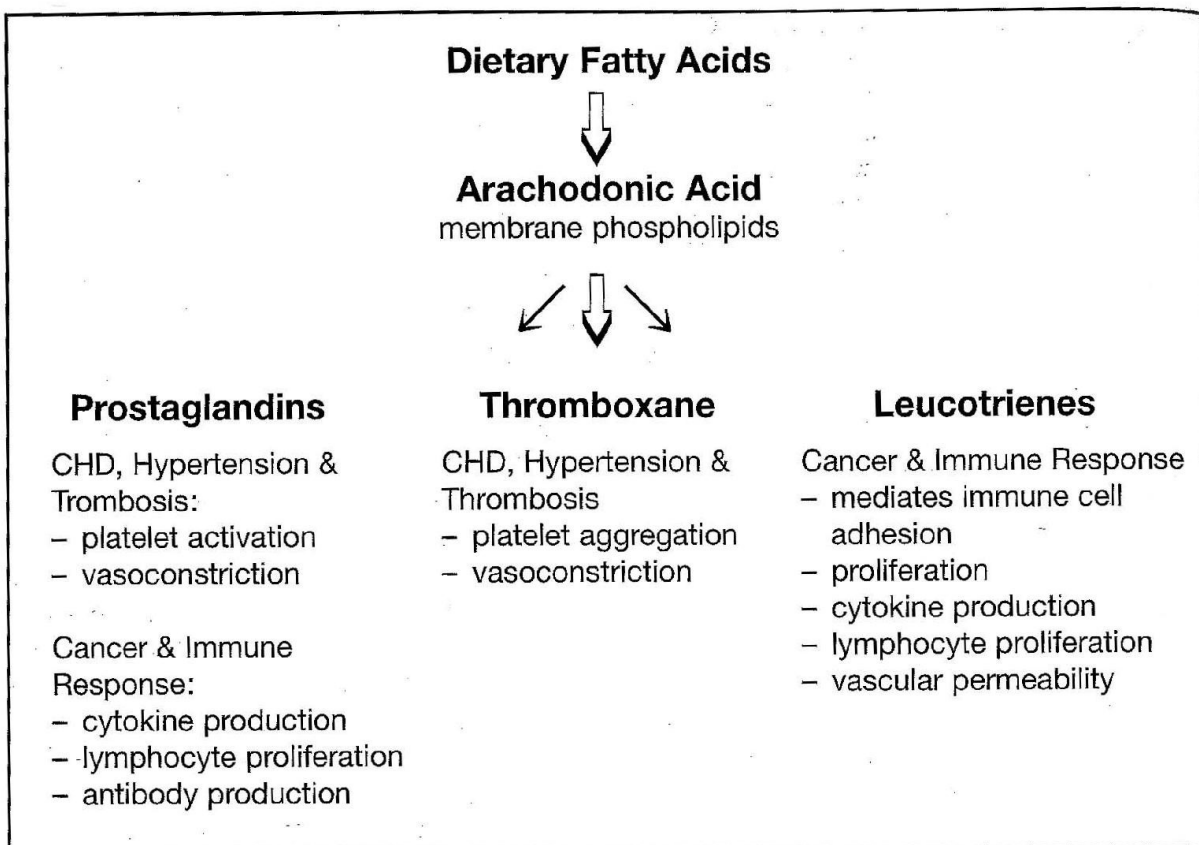 Dietary Fatty Acids
Arachodonic Acid
membrane phospholipids
Prostaglandins
CHD, Hypertension &
Trombosis:
– platelet activation
– vasoconstriction
Cancer & Immune
Response:
– cytokine production
– lymphocyte proliferation
– antibody production
Thromboxane
CHD, Hypertension &
Thrombosis
– platelet aggregation
– vasoconstriction
Leucotrienes
Cancer & Immune Response
– mediates immune cell
adhesion
– proliferation
– cytokine production
– lymphocyte proliferation
– vascular permeability